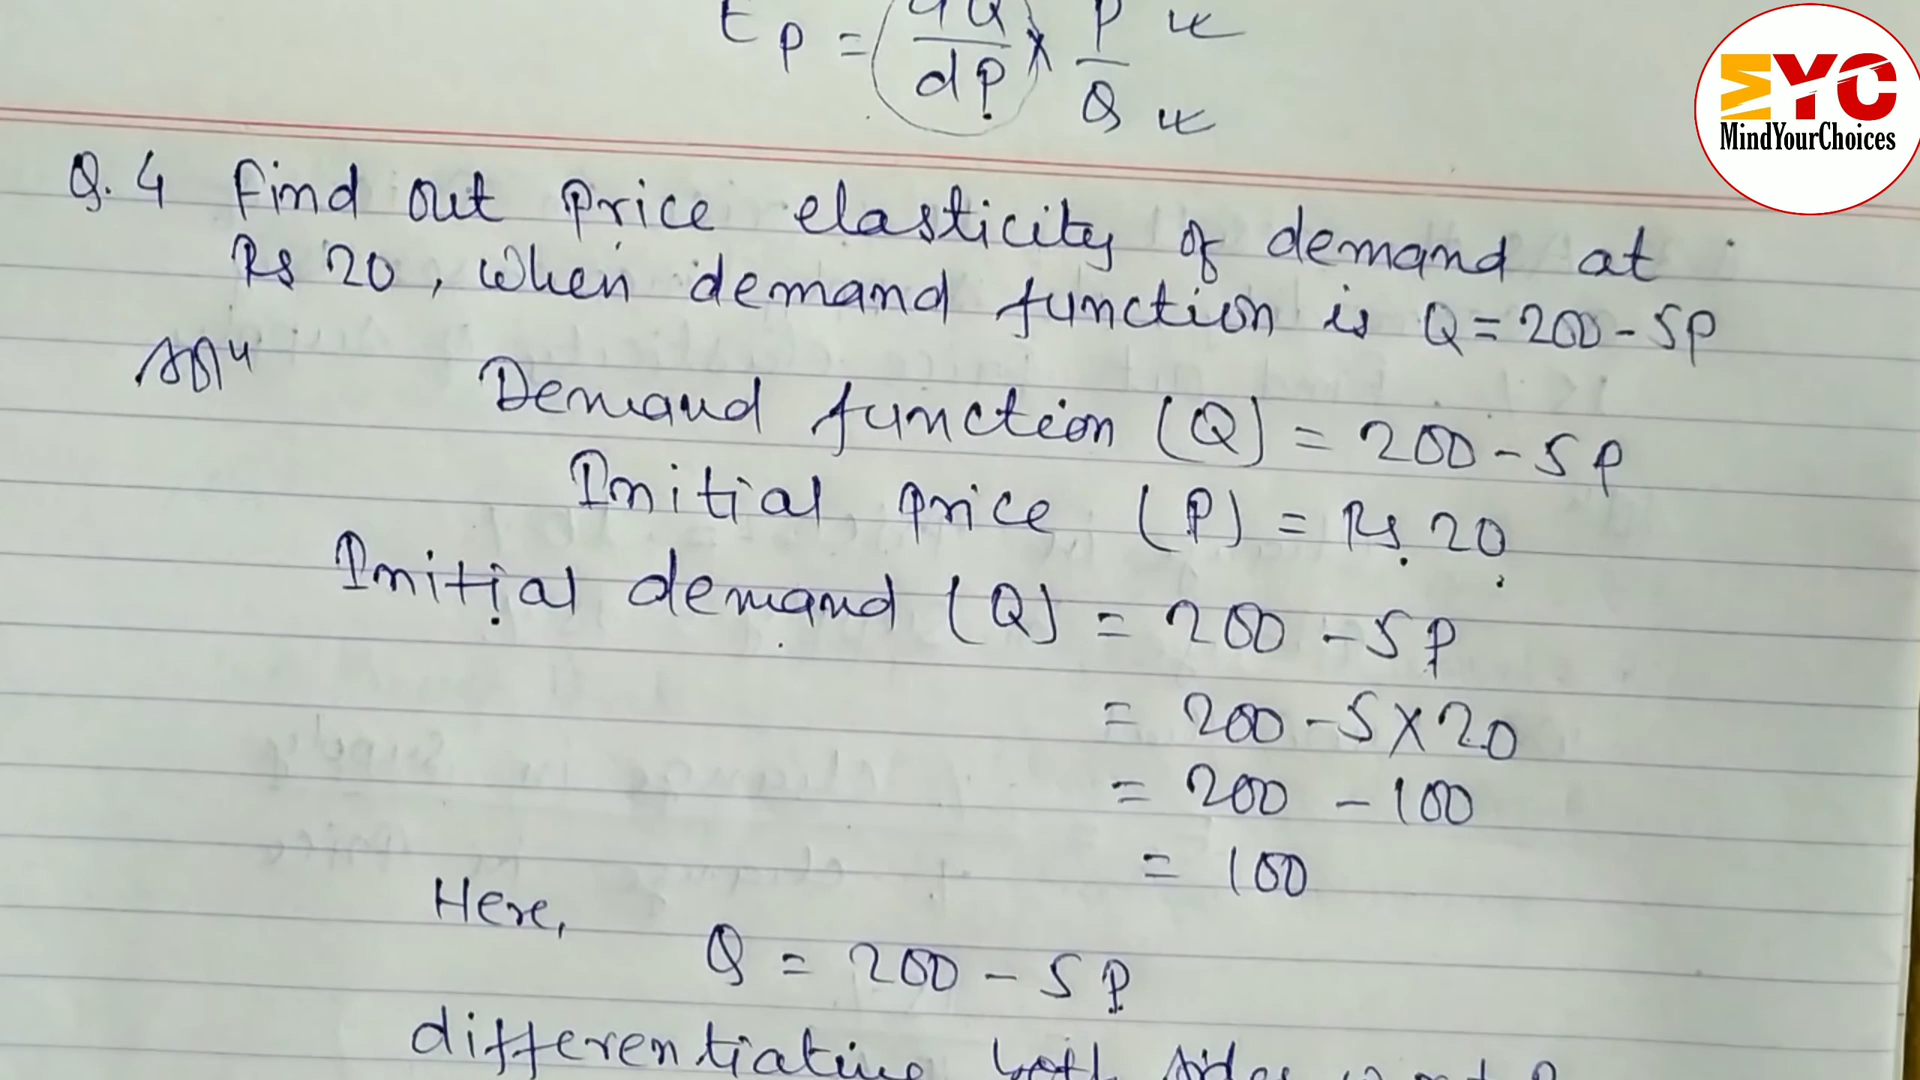 Ep = dQ/dP × P/Q
MYC
MindYourChoices
Q.4 Find out price elasticity of demand at
Rs 20, when demand function is Q = 200 - 5P
Demand function (Q) = 200 - 5P
Initial price (P) = Rs. 20
Initial demand (Q) = 200 - 5P
= 200 - 5 × 20
= 200 - 100
= 100
Here,
Q = 200 - 5P
differentiating both sides